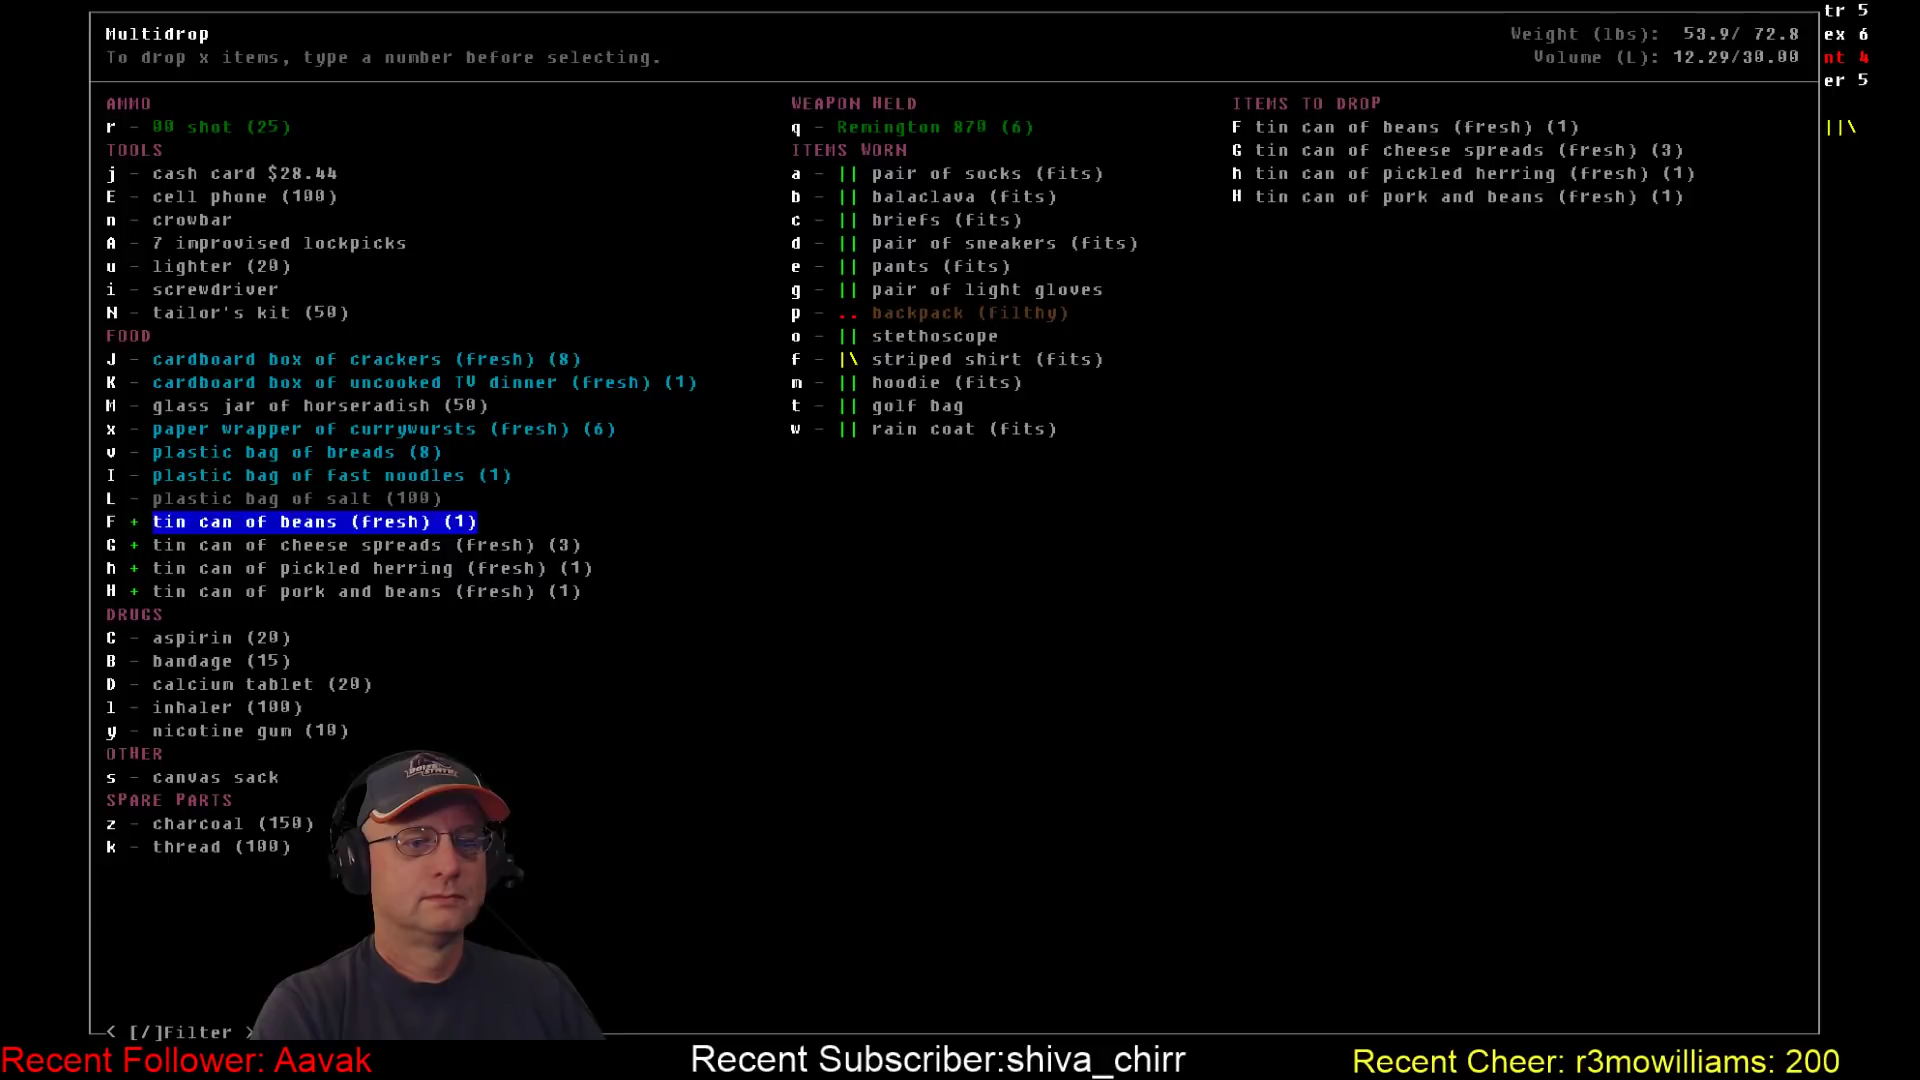 Multidrop
To drop x items, type a number before selecting.
Weight (lbs): 53.9/ 72.8
Volume (L): 12.29/30.00
tr 5
ex 6
nt 4
er 5
||\
AMMO
r - 00 shot (25)
TOOLS
j - cash card $28.44
E - cell phone (100)
n - crowbar
A - 7 improvised lockpicks
u - lighter (20)
i - screwdriver
N - tailor's kit (50)
FOOD
J - cardboard box of crackers (fresh) (8)
K - cardboard box of uncooked TV dinner (fresh) (1)
M - glass jar of horseradish (50)
x - paper wrapper of currywursts (fresh) (6)
v - plastic bag of breads (8)
I - plastic bag of fast noodles (1)
L - plastic bag of salt (100)
F + tin can of beans (fresh) (1)
G + tin can of cheese spreads (fresh) (3)
h + tin can of pickled herring (fresh) (1)
H + tin can of pork and beans (fresh) (1)
DRUGS
C - aspirin (20)
B - bandage (15)
D - calcium tablet (20)
l - inhaler (100)
y - nicotine gum (10)
OTHER
s - canvas sack
SPARE PARTS
z - charcoal (150)
k - thread (100)
WEAPON HELD
q - Remington 870 (6)
ITEMS WORN
a - || pair of socks (fits)
b - || balaclava (fits)
c - || briefs (fits)
d - || pair of sneakers (fits)
e - || pants (fits)
g - || pair of light gloves
p - .. backpack (filthy)
o - || stethoscope
f - |\ striped shirt (fits)
m - || hoodie (fits)
t - || golf bag
w - || rain coat (fits)
ITEMS TO DROP
F tin can of beans (fresh) (1)
G tin can of cheese spreads (fresh) (3)
h tin can of pickled herring (fresh) (1)
H tin can of pork and beans (fresh) (1)
< [/]Filter >
Recent Follower: Aavak
Recent Subscriber:shiva_chirr
Recent Cheer: r3mowilliams: 200